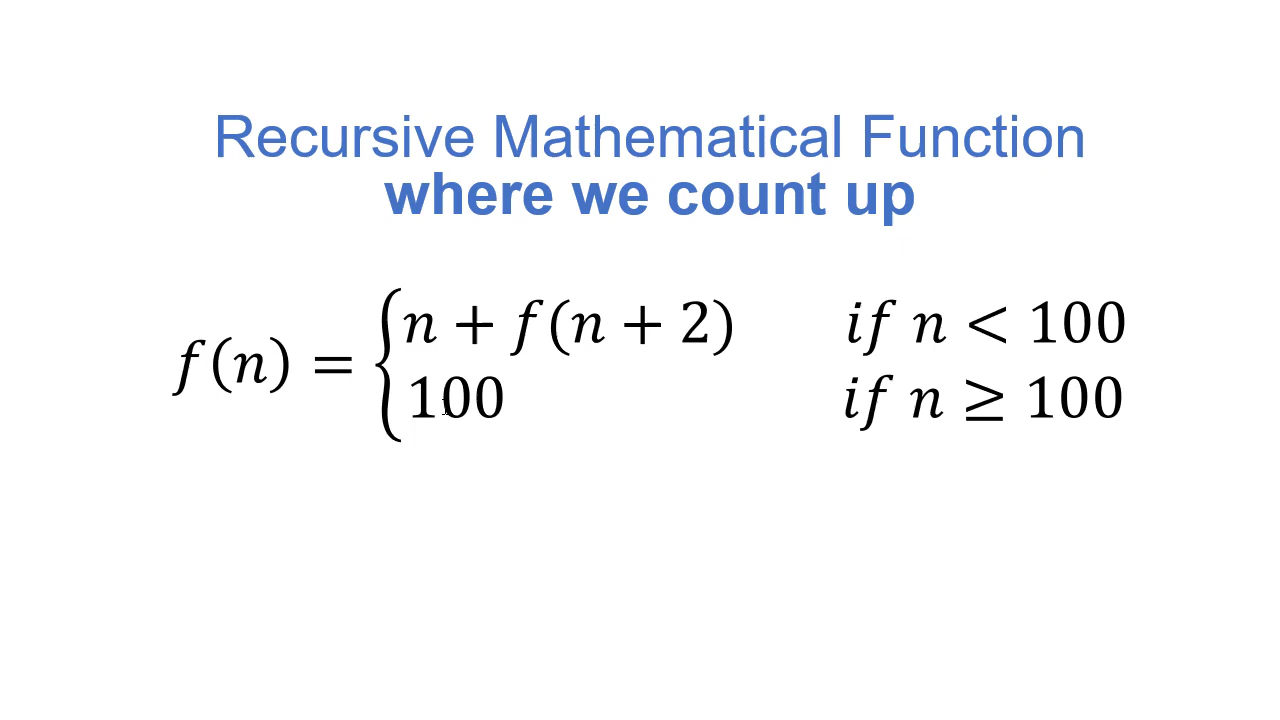 Recursive Mathematical Function
where we count up
f(n) = { n + f(n + 2) if n < 100
100 if n ≥ 100